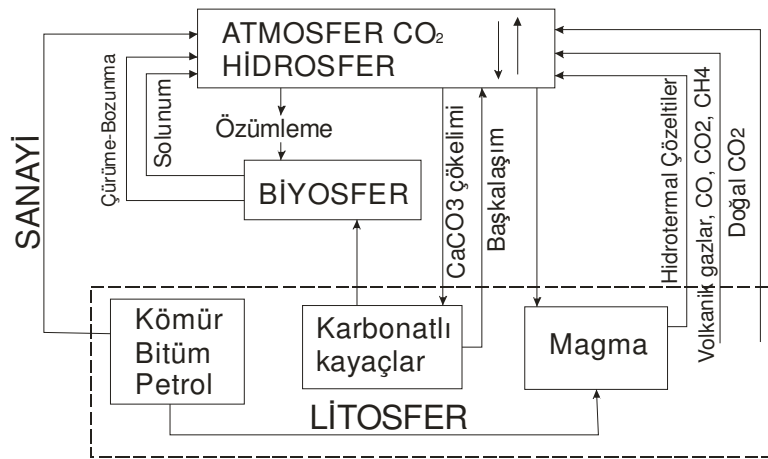 ATMOSFER CO₂
HİDROSFER
SANAYİ
Çürüme-Bozunma
Solunum
Özümleme
BİYOSFER
CaCO3 çökelimi
Başkalaşım
Hidrotermal Çözeltiler
Volkanik gazlar, CO, CO2, CH4
Doğal CO2
Kömür
Bitüm
Petrol
Karbonatlı
kayaçlar
Magma
LİTOSFER